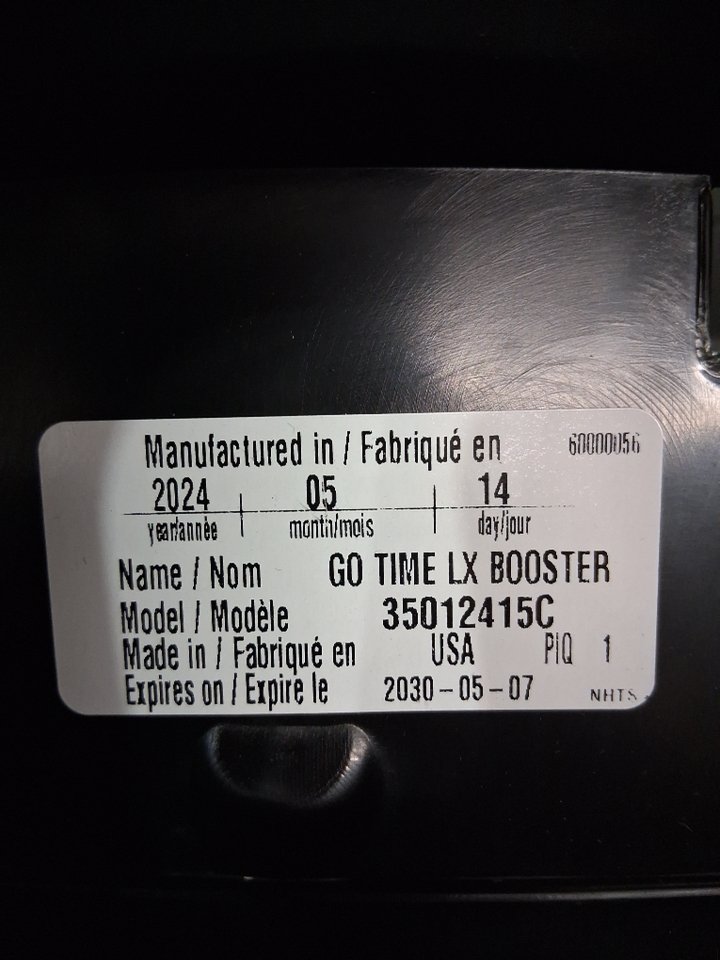 Manufactured in / Fabriqué en 60000056
2024 05 14
year/année month/mois day/jour
Name / Nom GO TIME LX BOOSTER
Model / Modèle 35012415C
Made in / Fabriqué en USA PIQ 1
Expires on / Expire le 2030-05-07